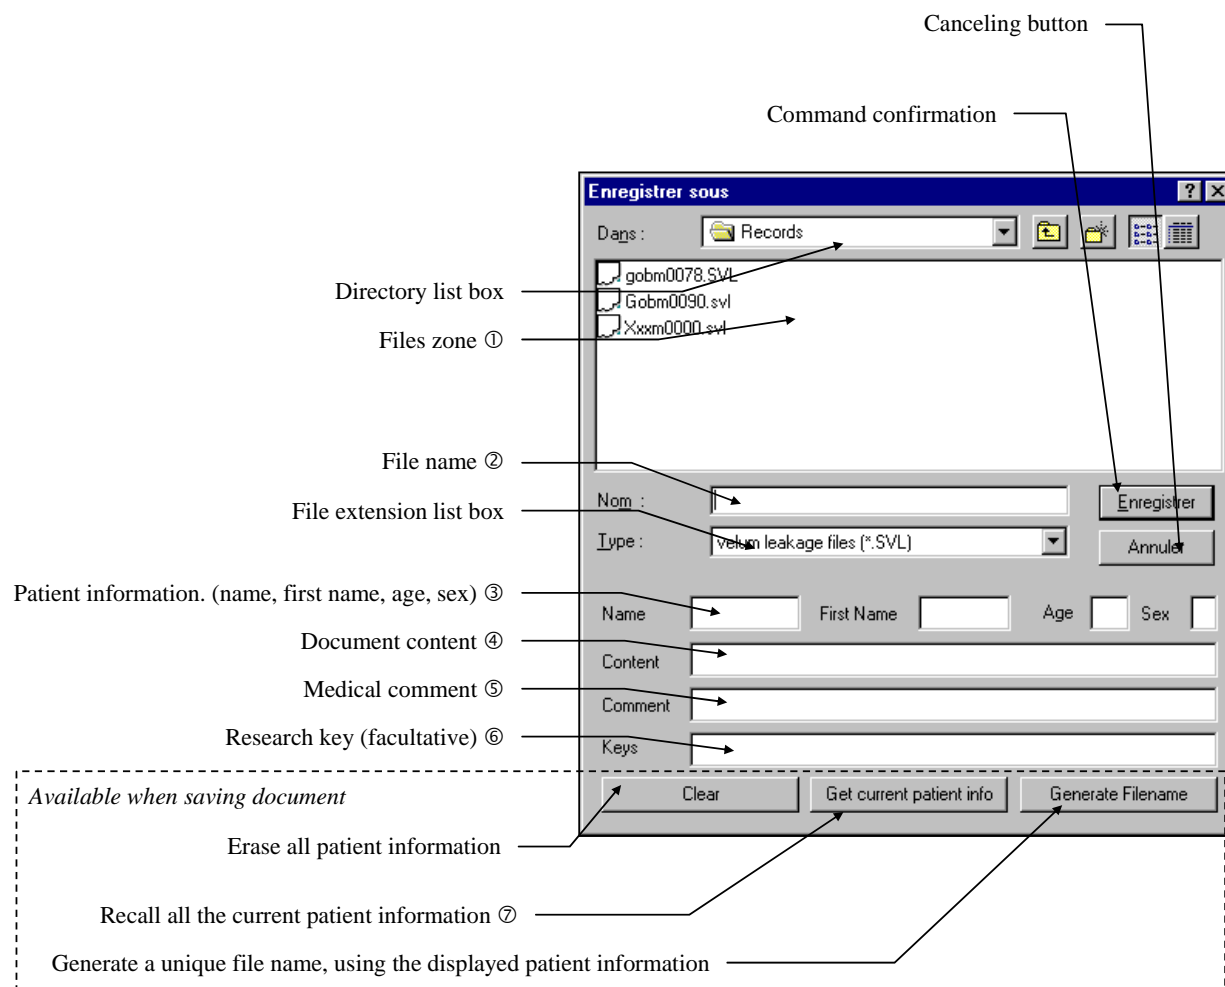 Canceling button
Command confirmation
Enregistrer sous
Dans :
Records
gobm0078.SVL
Directory list box
Gobm0090.svl
Xxxm0000.svl
Files zone ①
File name ②
Nom :
Enregistrer
File extension list box
Type :
velum leakage files (*.SVL)
Annuler
Patient information. (name, first name, age, sex) ③
Name
First Name
Age
Sex
Document content ④
Content
Medical comment ⑤
Comment
Research key (facultative) ⑥
Keys
Available when saving document
Clear
Get current patient info
Generate Filename
Erase all patient information
Recall all the current patient information ⑦
Generate a unique file name, using the displayed patient information